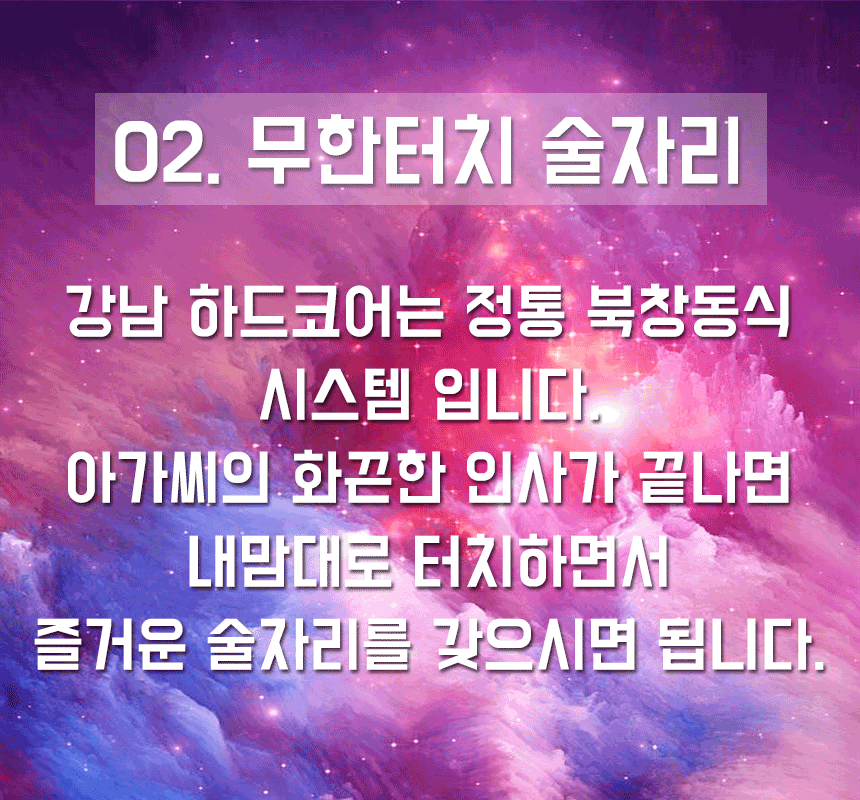 02. 무한터치 술자리
강남 하드코어는 정통 북창동식
시스템 입니다.
아가씨의 화끈한 인사가 끝나면
내맘대로 터치하면서
즐거운 술자리를 갖으시면 됩니다.